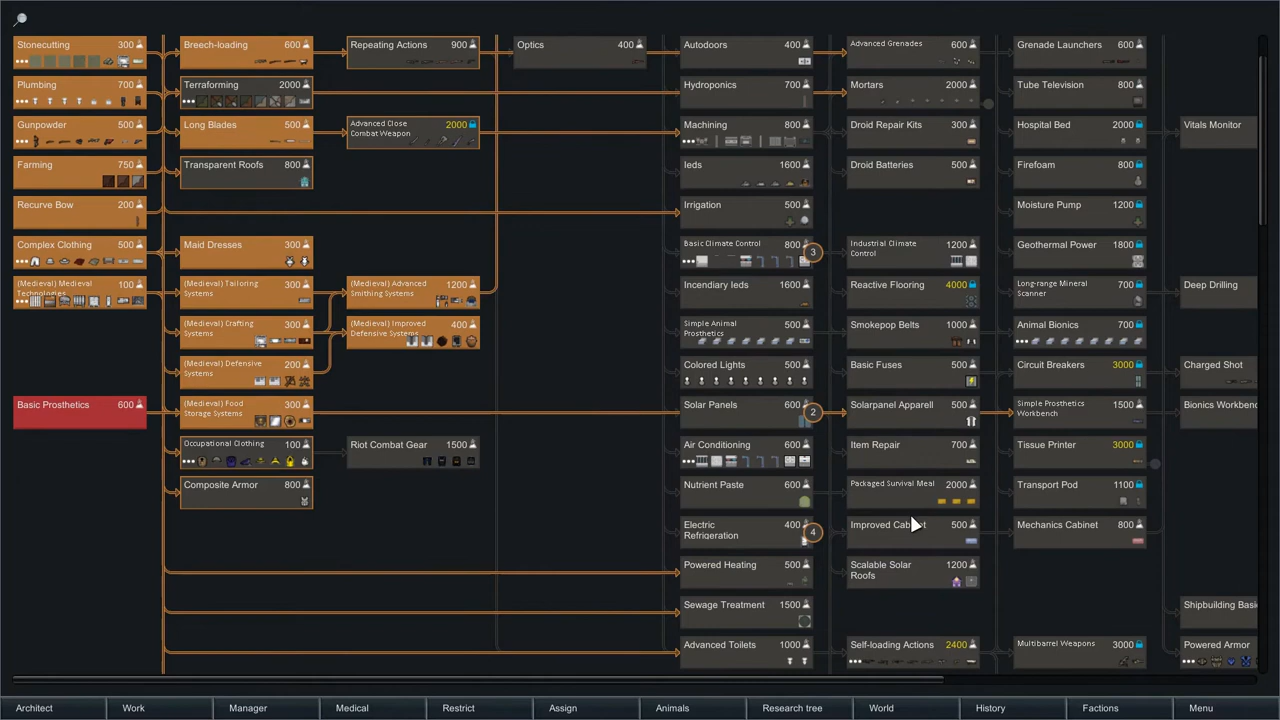 Stonecutting 300
Breech-loading 600
Repeating Actions 900
Optics 400
Autodoors 400
Advanced Grenades 600
Grenade Launchers 600
Plumbing 700
Terraforming 2000
Hydroponics 700
Mortars 2000
Tube Television 800
Gunpowder 500
Long Blades 500
Advanced Close 2000
Combat Weapon
Machining 800
Droid Repair Kits 300
Hospital Bed 2000
Vitals Monitor
Farming 750
Transparent Roofs 800
Ieds 1600
Droid Batteries 500
Firefoam 800
Recurve Bow 200
Irrigation 500
Moisture Pump 1200
Complex Clothing 500
Maid Dresses 300
Basic Climate Control 800
3
Industrial Climate 1200
Control
Geothermal Power 1800
(Medieval) Medieval 100
Technologies
(Medieval) Tailoring 300
Systems
(Medieval) Advanced 1200
Smithing Systems
Incendiary Ieds 1600
Reactive Flooring 4000
Long-range Mineral 700
Scanner
Deep Drilling
(Medieval) Crafting 300
Systems
(Medieval) Improved 400
Defensive Systems
Simple Animal 500
Prosthetics
Smokepop Belts 1000
Animal Bionics 700
(Medieval) Defensive 200
Systems
Colored Lights 800
Basic Fuses 500
Circuit Breakers 3000
Charged Shot
Basic Prosthetics 600
(Medieval) Food 300
Storage Systems
Solar Panels 600
2
Solarpanel Apparell 500
Simple Prosthetics 1500
Workbench
Bionics Workbenc
Occupational Clothing 100
Riot Combat Gear 1500
Air Conditioning 600
Item Repair 700
Tissue Printer 3000
Composite Armor 800
Nutrient Paste 600
Packaged Survival Meal 2000
Transport Pod 1100
Electric 400
Refrigeration
4
Improved Cabinet 500
Mechanics Cabinet 800
Powered Heating 500
Scalable Solar 1200
Roofs
Sewage Treatment 1500
Shipbuilding Basi
Advanced Toilets 1000
Self-loading Actions 2400
Multibarrel Weapons 3000
Powered Armor
Architect
Work
Manager
Medical
Restrict
Assign
Animals
Research tree
World
History
Factions
Menu